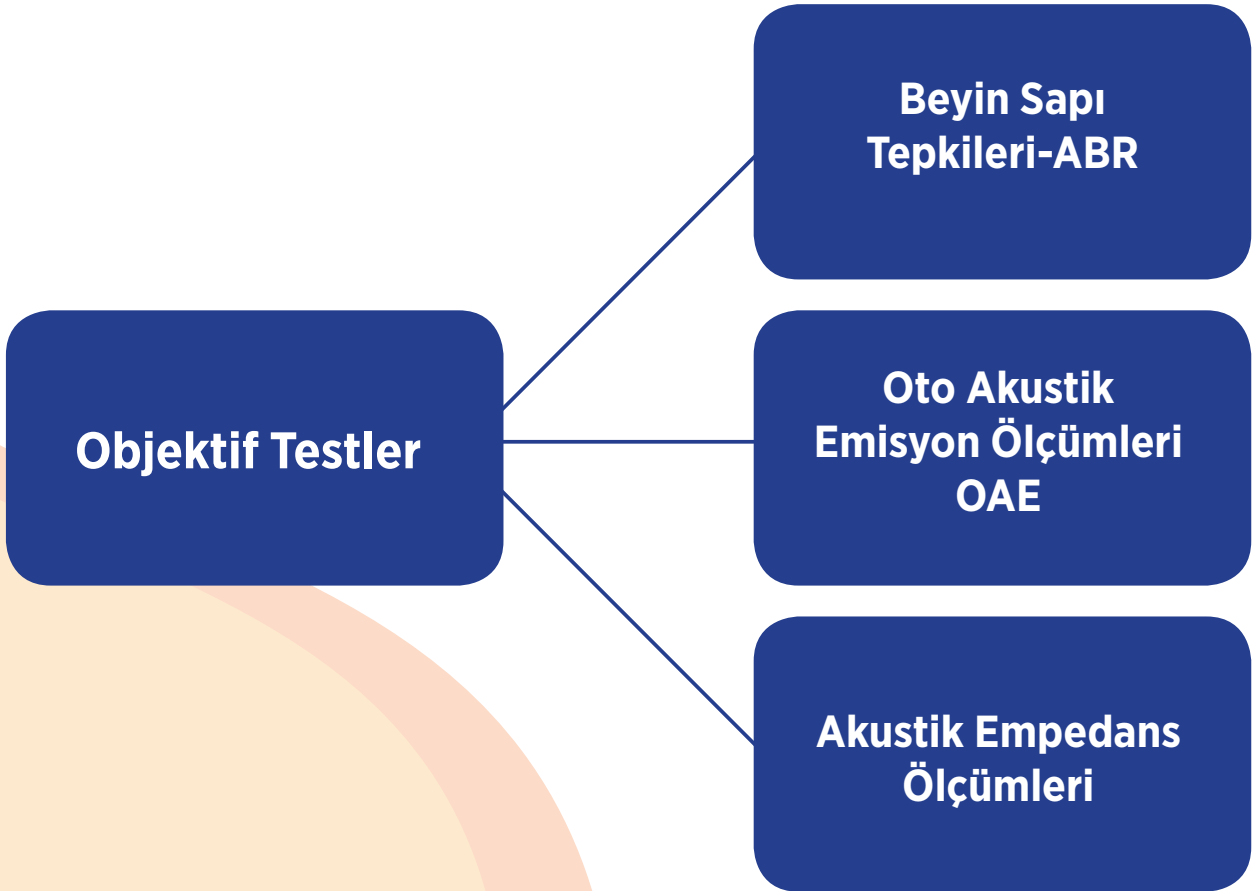 Objektif Testler
Beyin Sapı
Tepkileri-ABR
Oto Akustik
Emisyon Ölçümleri
OAE
Akustik Empedans
Ölçümleri